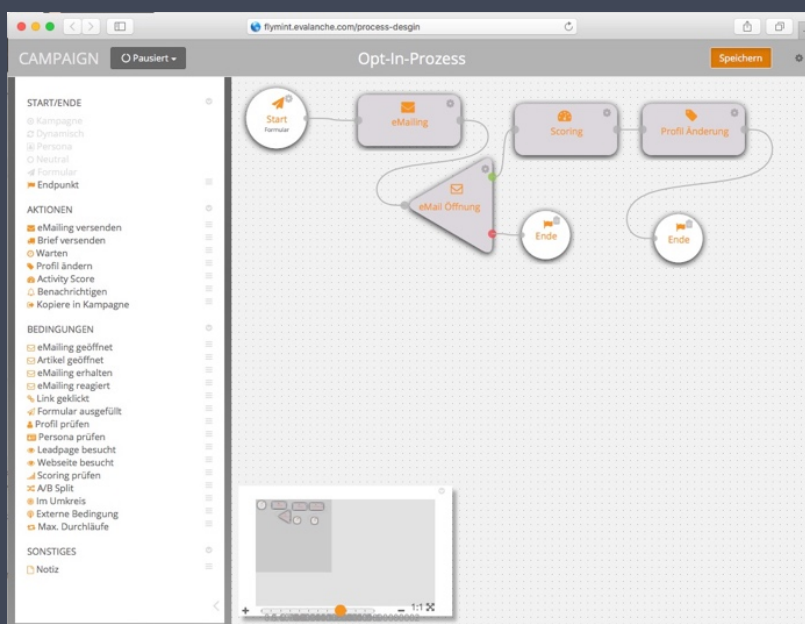 flymint.evalanche.com/process-desgin
CAMPAIGN
Pausiert
Opt-In-Prozess
Speichern
START/ENDE
Kampagne
Dynamisch
Persona
Neutral
Formular
Endpunkt
AKTIONEN
eMailing versenden
Brief versenden
Warten
Profil ändern
Activity Score
Benachrichtigen
Kopiere in Kampagne
BEDINGUNGEN
eMailing geöffnet
Artikel geöffnet
eMailing erhalten
eMailing reagiert
Link geklickt
Formular ausgefüllt
Profil prüfen
Persona prüfen
Leadpage besucht
Webseite besucht
Scoring prüfen
A/B Split
Im Umkreis
Externe Bedingung
Max. Durchläufe
SONSTIGES
Notiz
Start
Formular
eMailing
Scoring
Profil Änderung
eMail Öffnung
Ende
Ende
1:1